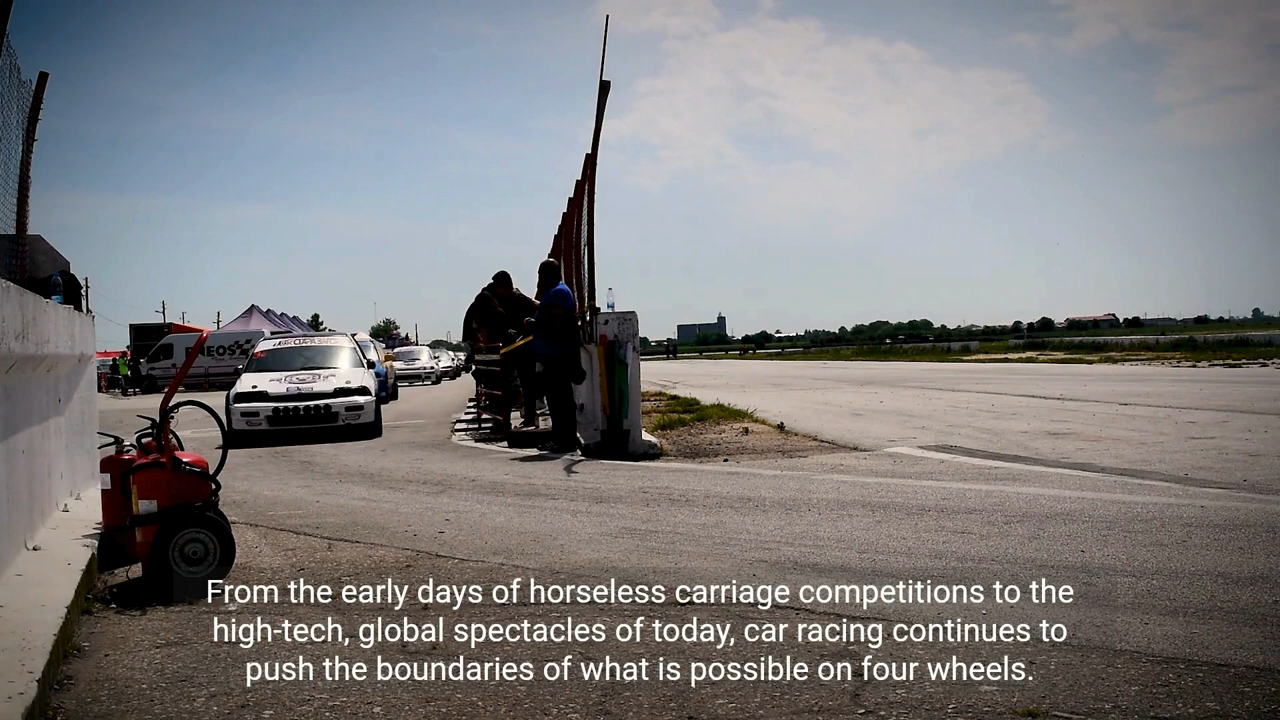 NEOS
From the early days of horseless carriage competitions to the
high-tech, global spectacles of today, car racing continues to
push the boundaries of what is possible on four wheels.